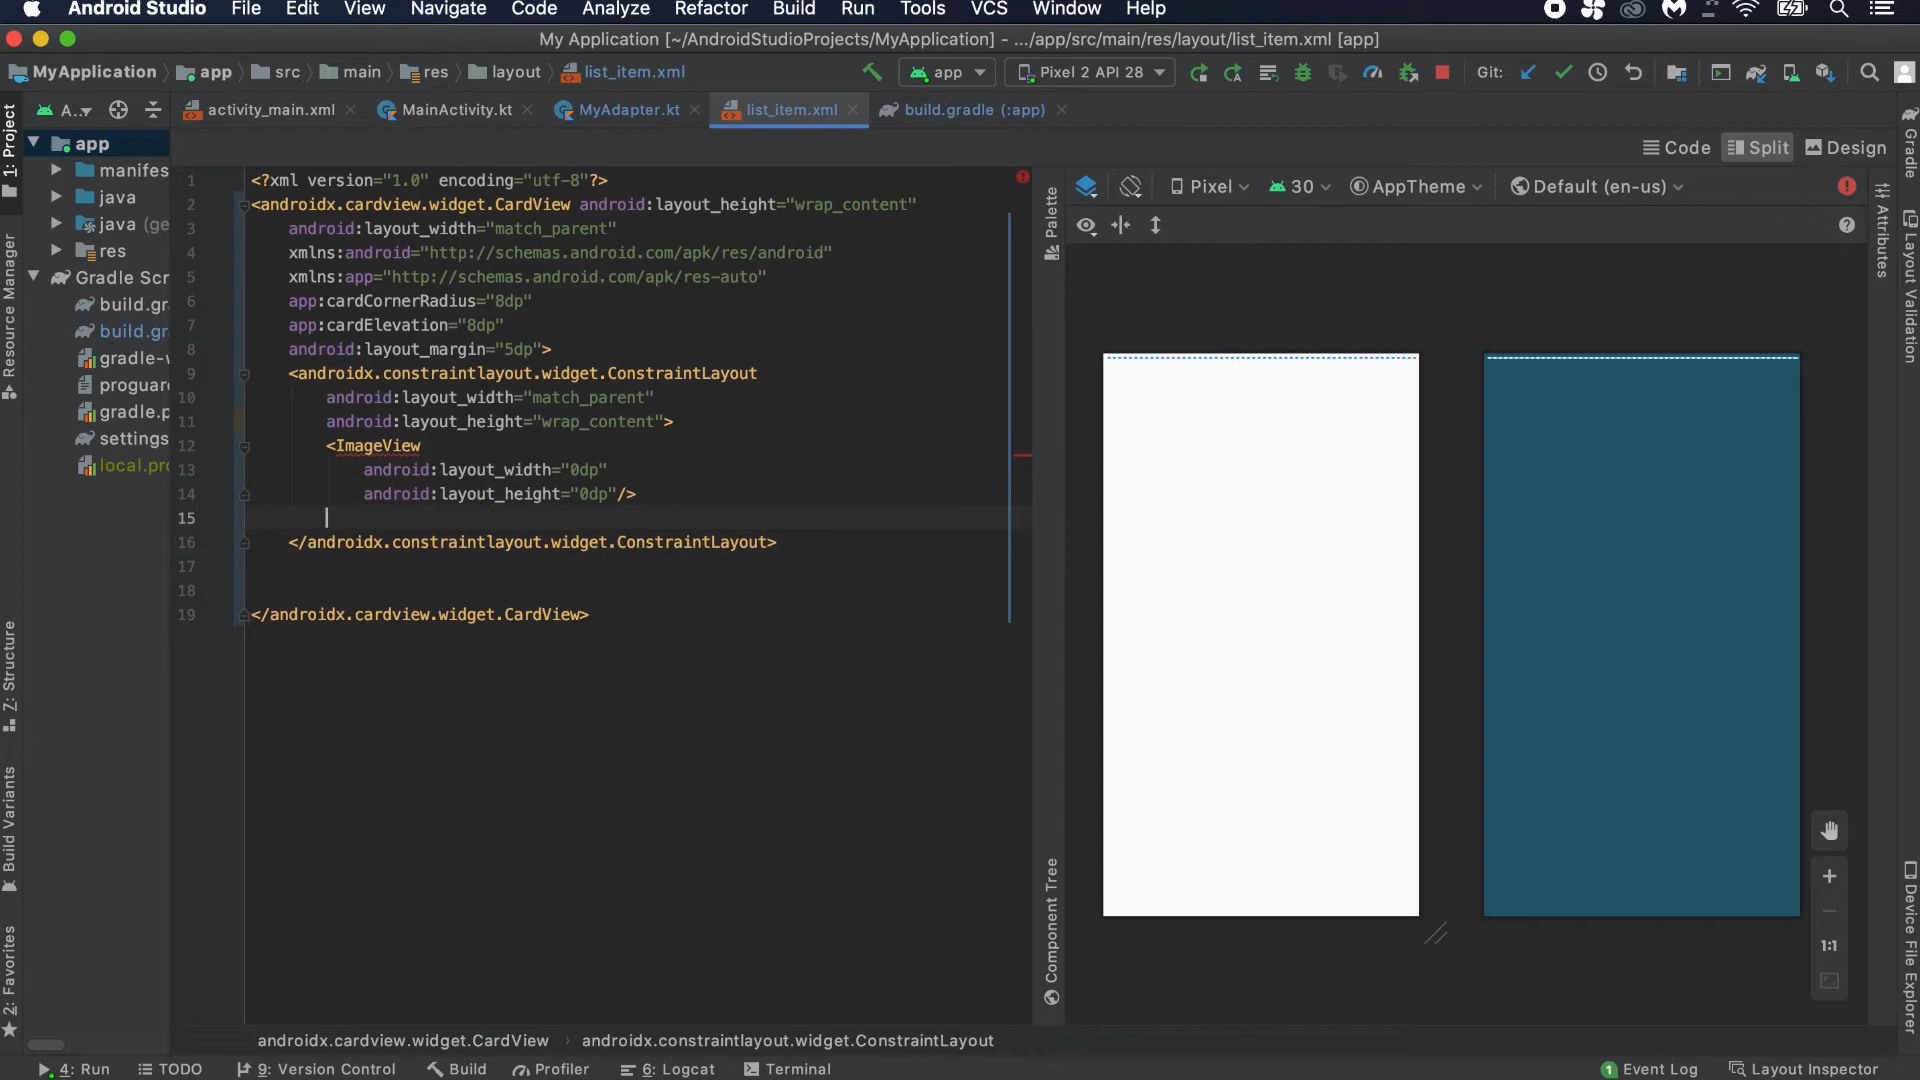 Android Studio File Edit View Navigate Code Analyze Refactor Build Run Tools VCS Window Help
My Application [~/AndroidStudioProjects/MyApplication] - .../app/src/main/res/layout/list_item.xml [app]
MyApplication app src main res layout list_item.xml app Pixel 2 API 28 Git:
A.. activity_main.xml MainActivity.kt MyAdapter.kt list_item.xml build.gradle (:app)
Code Split Design
Pixel 30 AppTheme Default (en-us)
1: Project
Resource Manager
Z: Structure
Build Variants
2: Favorites
app
manifes
java
java (ge
res
Gradle Scr
build.gr
build.gr
gradle-v
proguar
gradle.p
settings
local.pro
1 <?xml version="1.0" encoding="utf-8"?>
2 <androidx.cardview.widget.CardView android:layout_height="wrap_content"
3 android:layout_width="match_parent"
4 xmlns:android="http://schemas.android.com/apk/res/android"
5 xmlns:app="http://schemas.android.com/apk/res-auto"
6 app:cardCornerRadius="8dp"
7 app:cardElevation="8dp"
8 android:layout_margin="5dp">
9 <androidx.constraintlayout.widget.ConstraintLayout
10 android:layout_width="match_parent"
11 android:layout_height="wrap_content">
12 <ImageView
13 android:layout_width="0dp"
14 android:layout_height="0dp"/>
15
16 </androidx.constraintlayout.widget.ConstraintLayout>
17
18
19 </androidx.cardview.widget.CardView>
Palette
Component Tree
1:1
Gradle
Attributes
Layout Validation
Device File Explorer
androidx.cardview.widget.CardView › androidx.constraintlayout.widget.ConstraintLayout
4: Run TODO 9: Version Control Build Profiler 6: Logcat Terminal 1 Event Log Layout Inspector